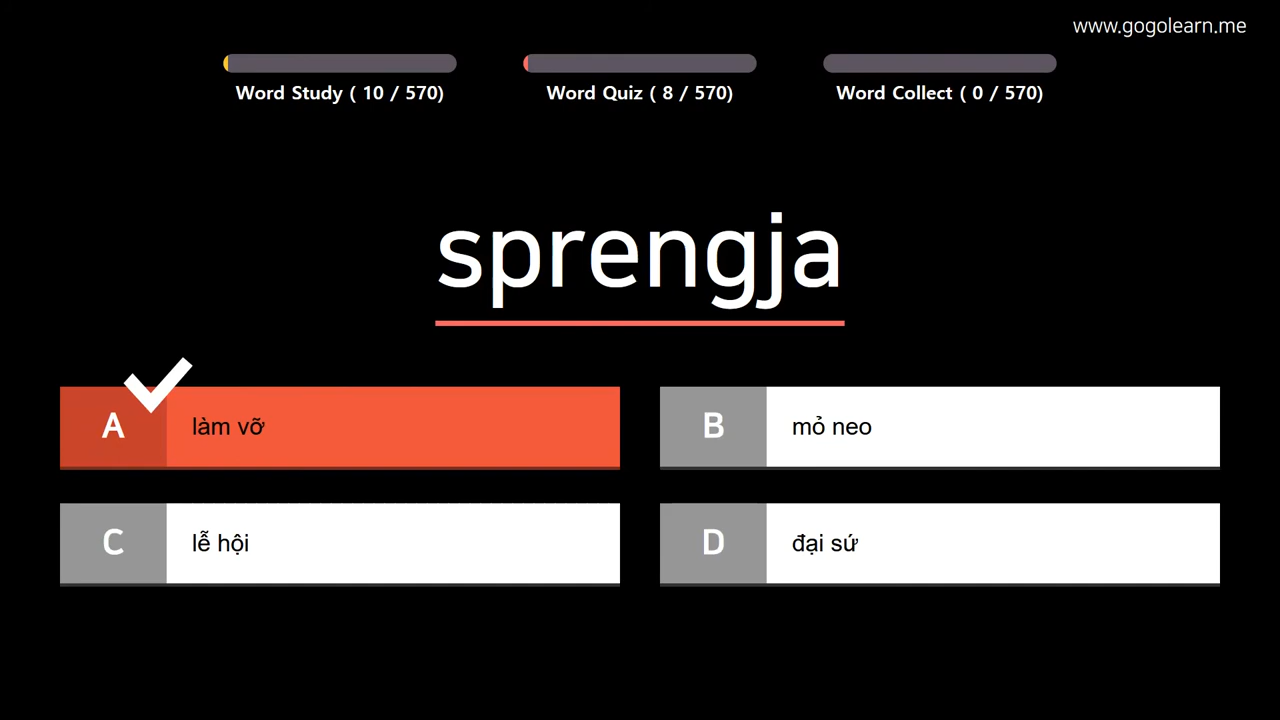 www.gogolearn.me
Word Study ( 10 / 570)
Word Quiz ( 8 / 570)
Word Collect ( 0 / 570)
sprengja
A làm vỡ
B mỏ neo
C lễ hội
D đại sứ